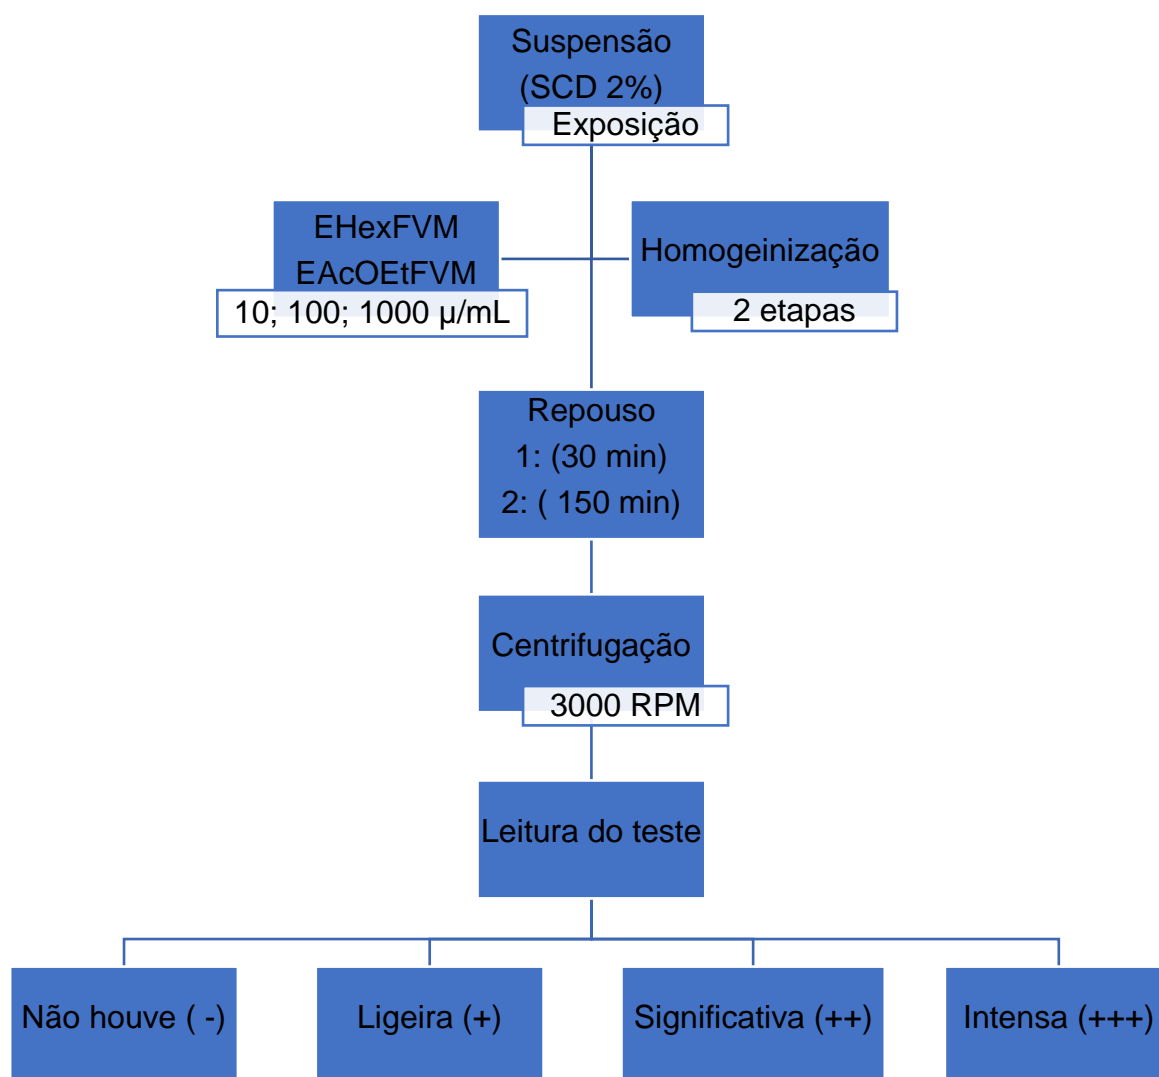 Suspensão
(SCD 2%)
Exposição
EHexFVM
EAcOEtFVM
10; 100; 1000 µ/mL
Homogeinização
2 etapas
Repouso
1: (30 min)
2: ( 150 min)
Centrifugação
3000 RPM
Leitura do teste
Não houve ( -)
Ligeira (+)
Significativa (++)
Intensa (+++)